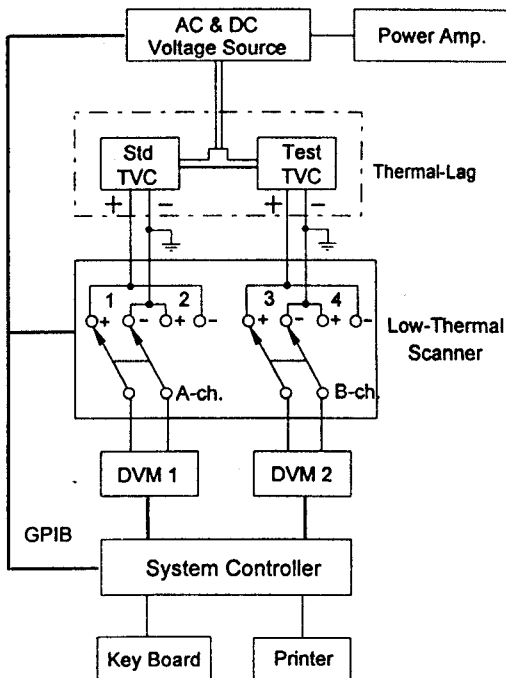 AC & DC
Voltage Source
Power Amp.
Std
TVC
Test
TVC
Thermal-Lag
+ − + −
1 2 3 4
+ - + - + - + -
Low-Thermal
Scanner
A-ch. B-ch.
DVM 1 DVM 2
GPIB
System Controller
Key Board Printer